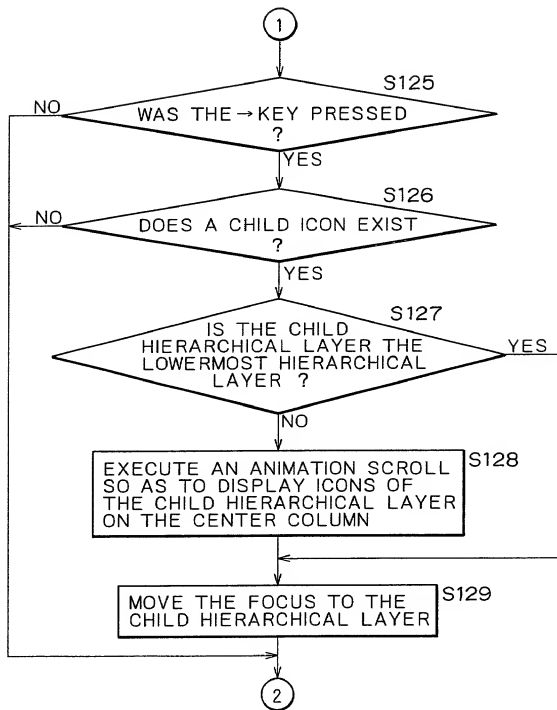 1
S125
NO
WAS THE → KEY PRESSED
?
YES
S126
NO
DOES A CHILD ICON EXIST
?
YES
S127
IS THE CHILD
HIERARCHICAL LAYER THE
LOWERMOST HIERARCHICAL
LAYER ?
YES
NO
S128
EXECUTE AN ANIMATION SCROLL
SO AS TO DISPLAY ICONS OF
THE CHILD HIERARCHICAL LAYER
ON THE CENTER COLUMN
S129
MOVE THE FOCUS TO THE
CHILD HIERARCHICAL LAYER
2